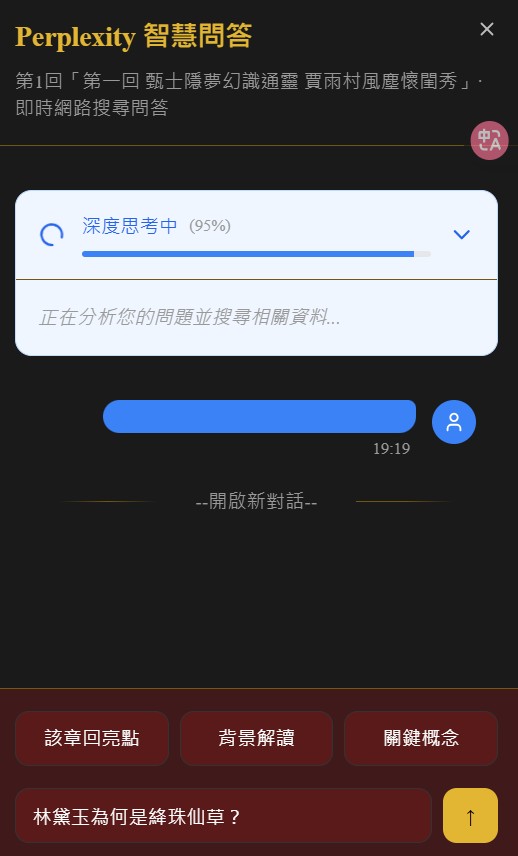 Perplexity 智慧問答
第1回「第一回 甄士隱夢幻識通靈 賈雨村風塵懷閨秀」·
即時網路搜尋問答
中A
深度思考中 (95%)
正在分析您的問題並搜尋相關資料...
19:19
--開啟新對話--
該章回亮點
背景解讀
關鍵概念
林黛玉為何是絳珠仙草？
↑